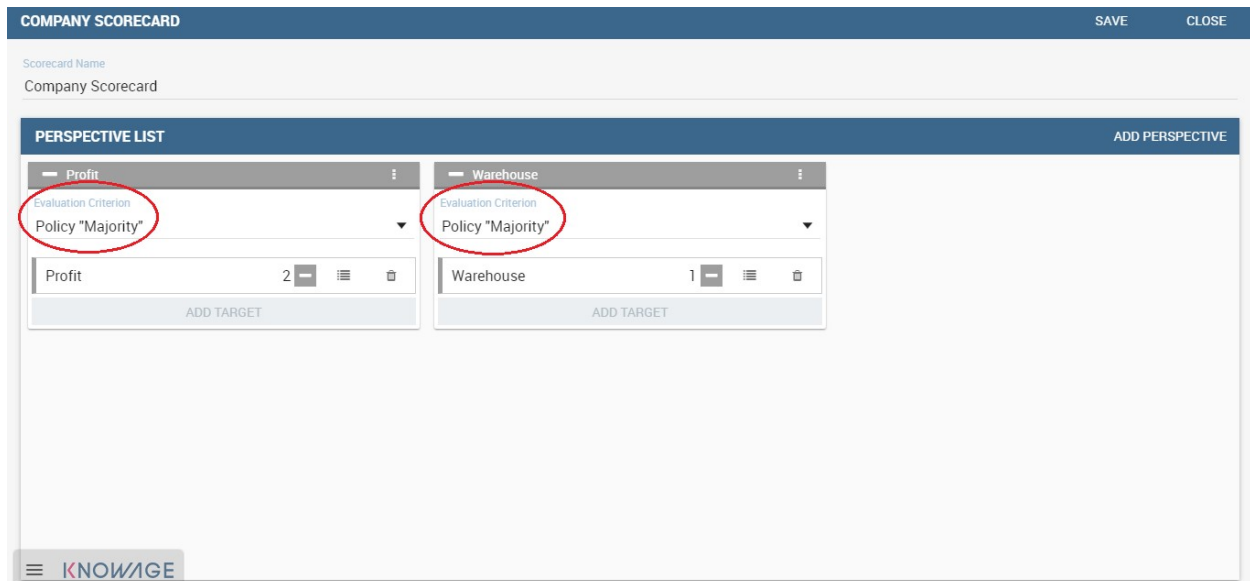 COMPANY SCORECARD SAVE CLOSE
Scorecard Name
Company Scorecard
PERSPECTIVE LIST ADD PERSPECTIVE
Profit Warehouse
Evaluation Criterion Evaluation Criterion
Policy "Majority" Policy "Majority"
Profit 2 Warehouse 1
ADD TARGET ADD TARGET
KNOWAGE